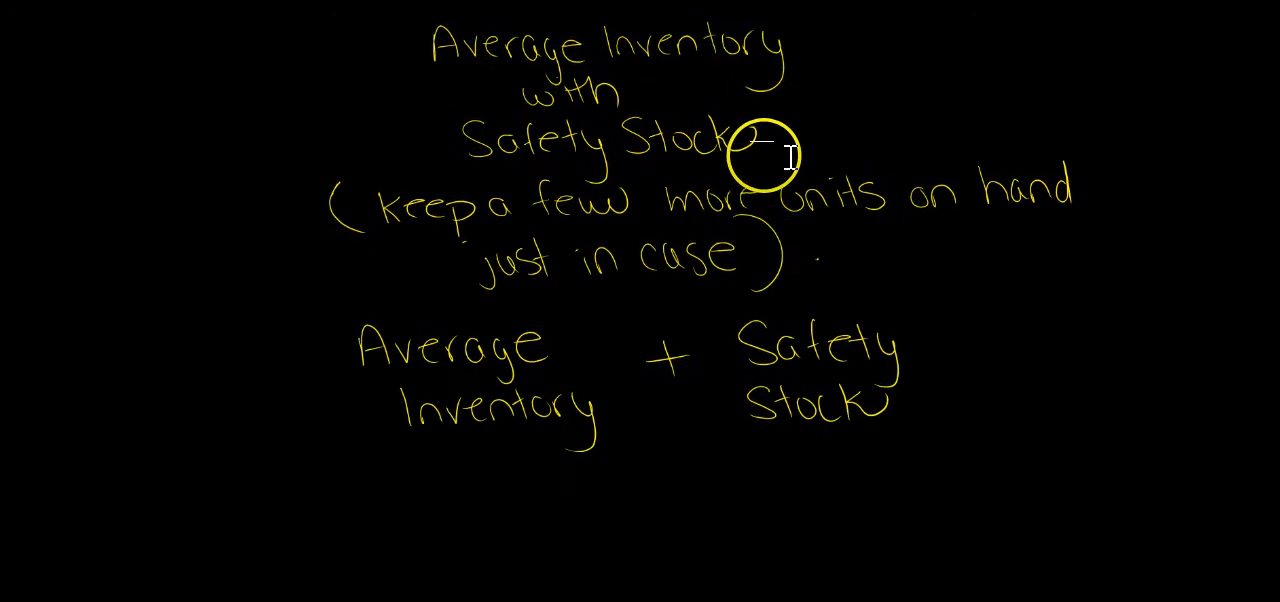 Average Inventory
with
Safety Stock
(keep a few more units on hand
just in case).
Average + Safety
Inventory Stock